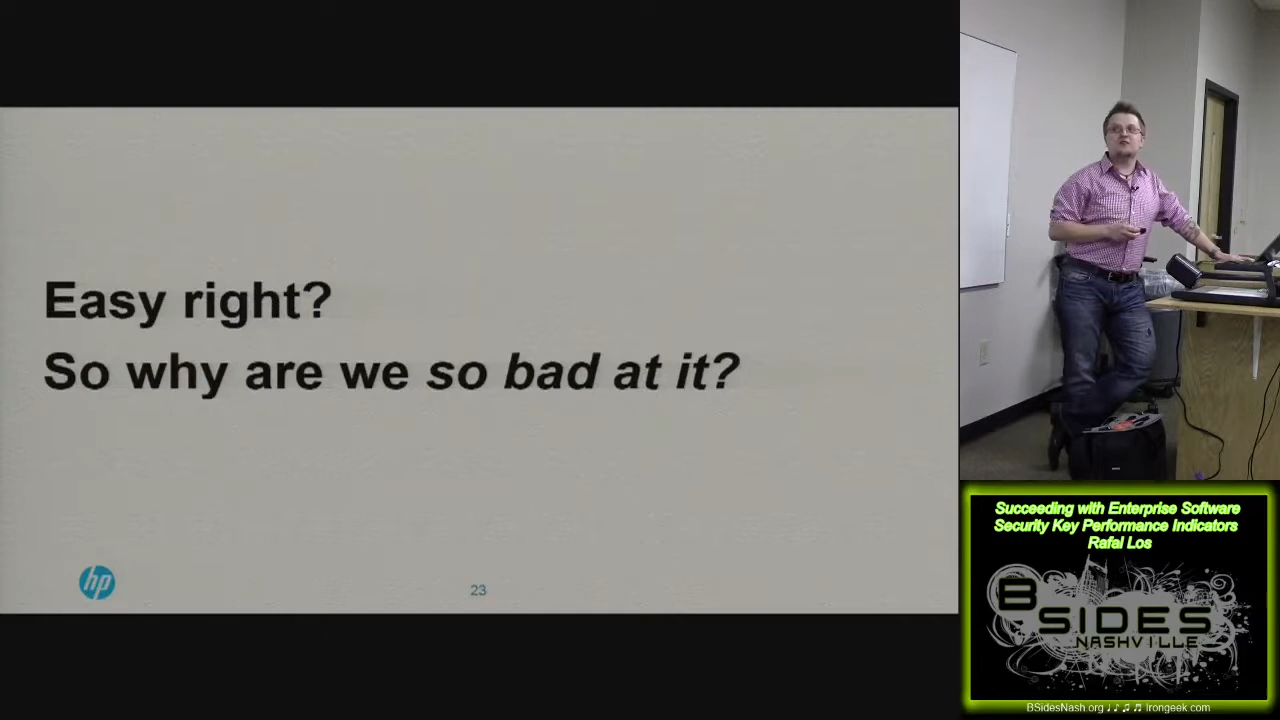 Easy right?
So why are we so bad at it?
hp
23
Succeeding with Enterprise Software
Security Key Performance Indicators
Rafal Los
BSIDES
NASHVILLE
BSidesNash.org ♩ ♪ ♫ ♬ Irongeek.com